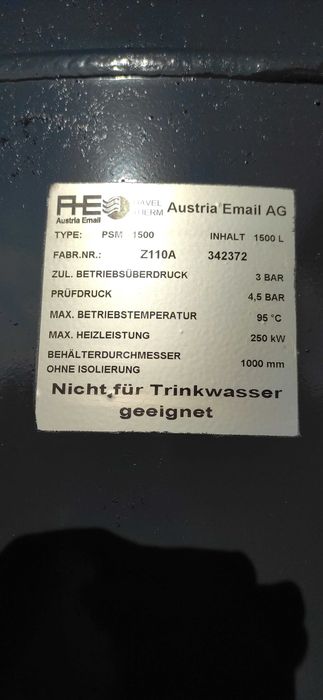 AHE
Austria Email
THERM
Austria Email AG
TYPE: PSM 1500 INHALT 1500 L
FABR.NR.: Z110A 342372
ZUL. BETRIEBSÜBERDRUCK 3 BAR
PRÜFDRUCK 4,5 BAR
MAX. BETRIEBSTEMPERATUR 95 °C
MAX. HEIZLEISTUNG 250 kW
BEHÄLTERDURCHMESSER
OHNE ISOLIERUNG 1000 mm
Nicht für Trinkwasser
geeignet